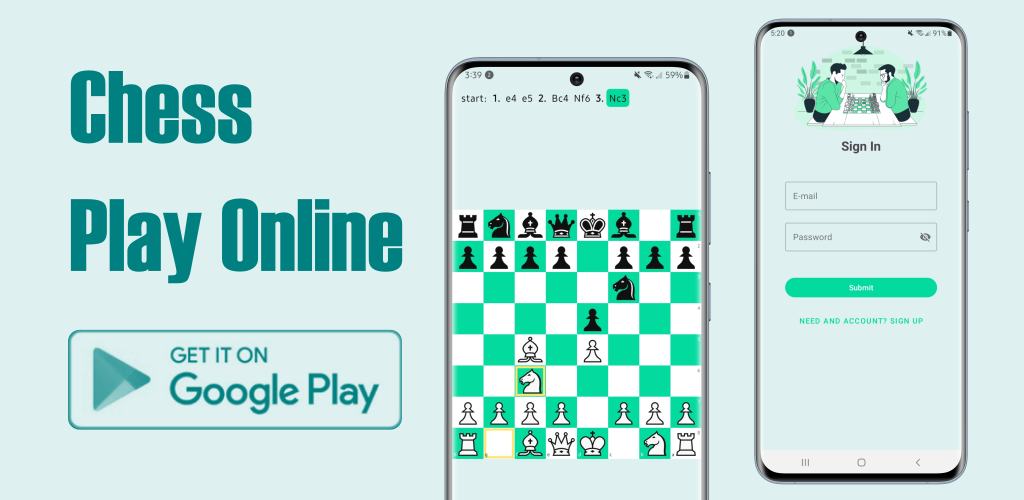 Chess
Play Online
GET IT ON
Google Play
3:39
59%
start: 1. e4 e5 2. Bc4 Nf6 3. Nc3
5:20
91%
Sign In
E-mail
Password
Submit
NEED AND ACCOUNT? SIGN UP